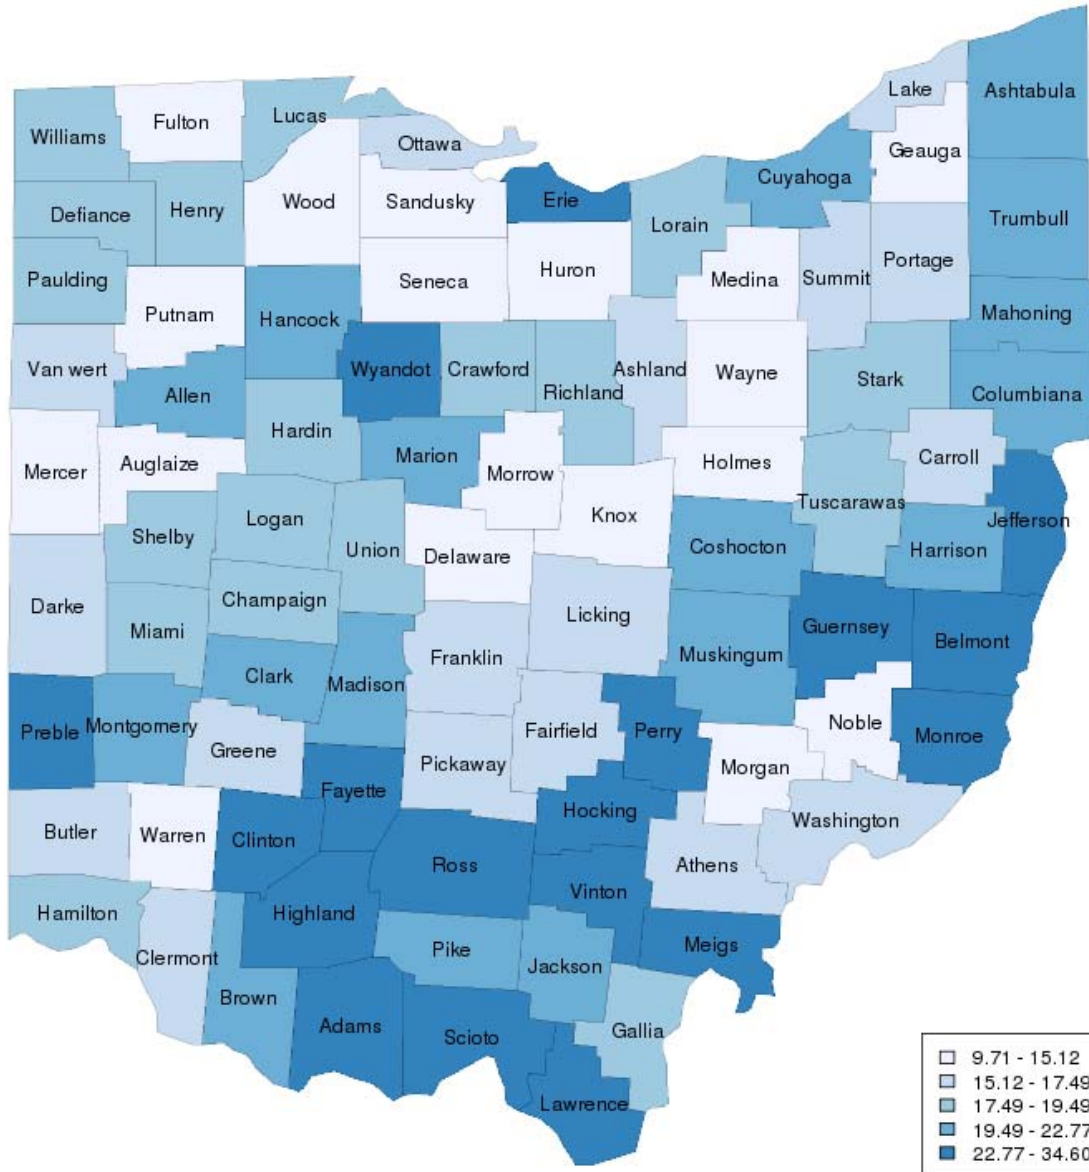 Lake
Ashtabula
Lucas
Fulton
Williams
Ottawa
Geauga
Cuyahoga
Wood
Sandusky
Erie
Henry
Defiance
Trumbull
Lorain
Portage
Huron
Medina
Summit
Paulding
Seneca
Putnam
Hancock
Mahoning
Van wert
Wyandot
Crawford
Ashland
Wayne
Stark
Allen
Richland
Columbiana
Hardin
Marion
Carroll
Auglaize
Holmes
Mercer
Morrow
Tuscarawas
Knox
Logan
Jefferson
Shelby
Union
Delaware
Coshocton
Harrison
Champaign
Darke
Licking
Miami
Guernsey
Belmont
Franklin
Muskingum
Clark
Madison
Noble
Montgomery
Preble
Fairfield
Perry
Monroe
Greene
Pickaway
Morgan
Fayette
Hocking
Washington
Butler
Warren
Clinton
Ross
Athens
Vinton
Hamilton
Highland
Meigs
Pike
Clermont
Jackson
Brown
Adams
Gallia
Scioto
Lawrence
9.71 - 15.12
15.12 - 17.49
17.49 - 19.49
19.49 - 22.77
22.77 - 34.60